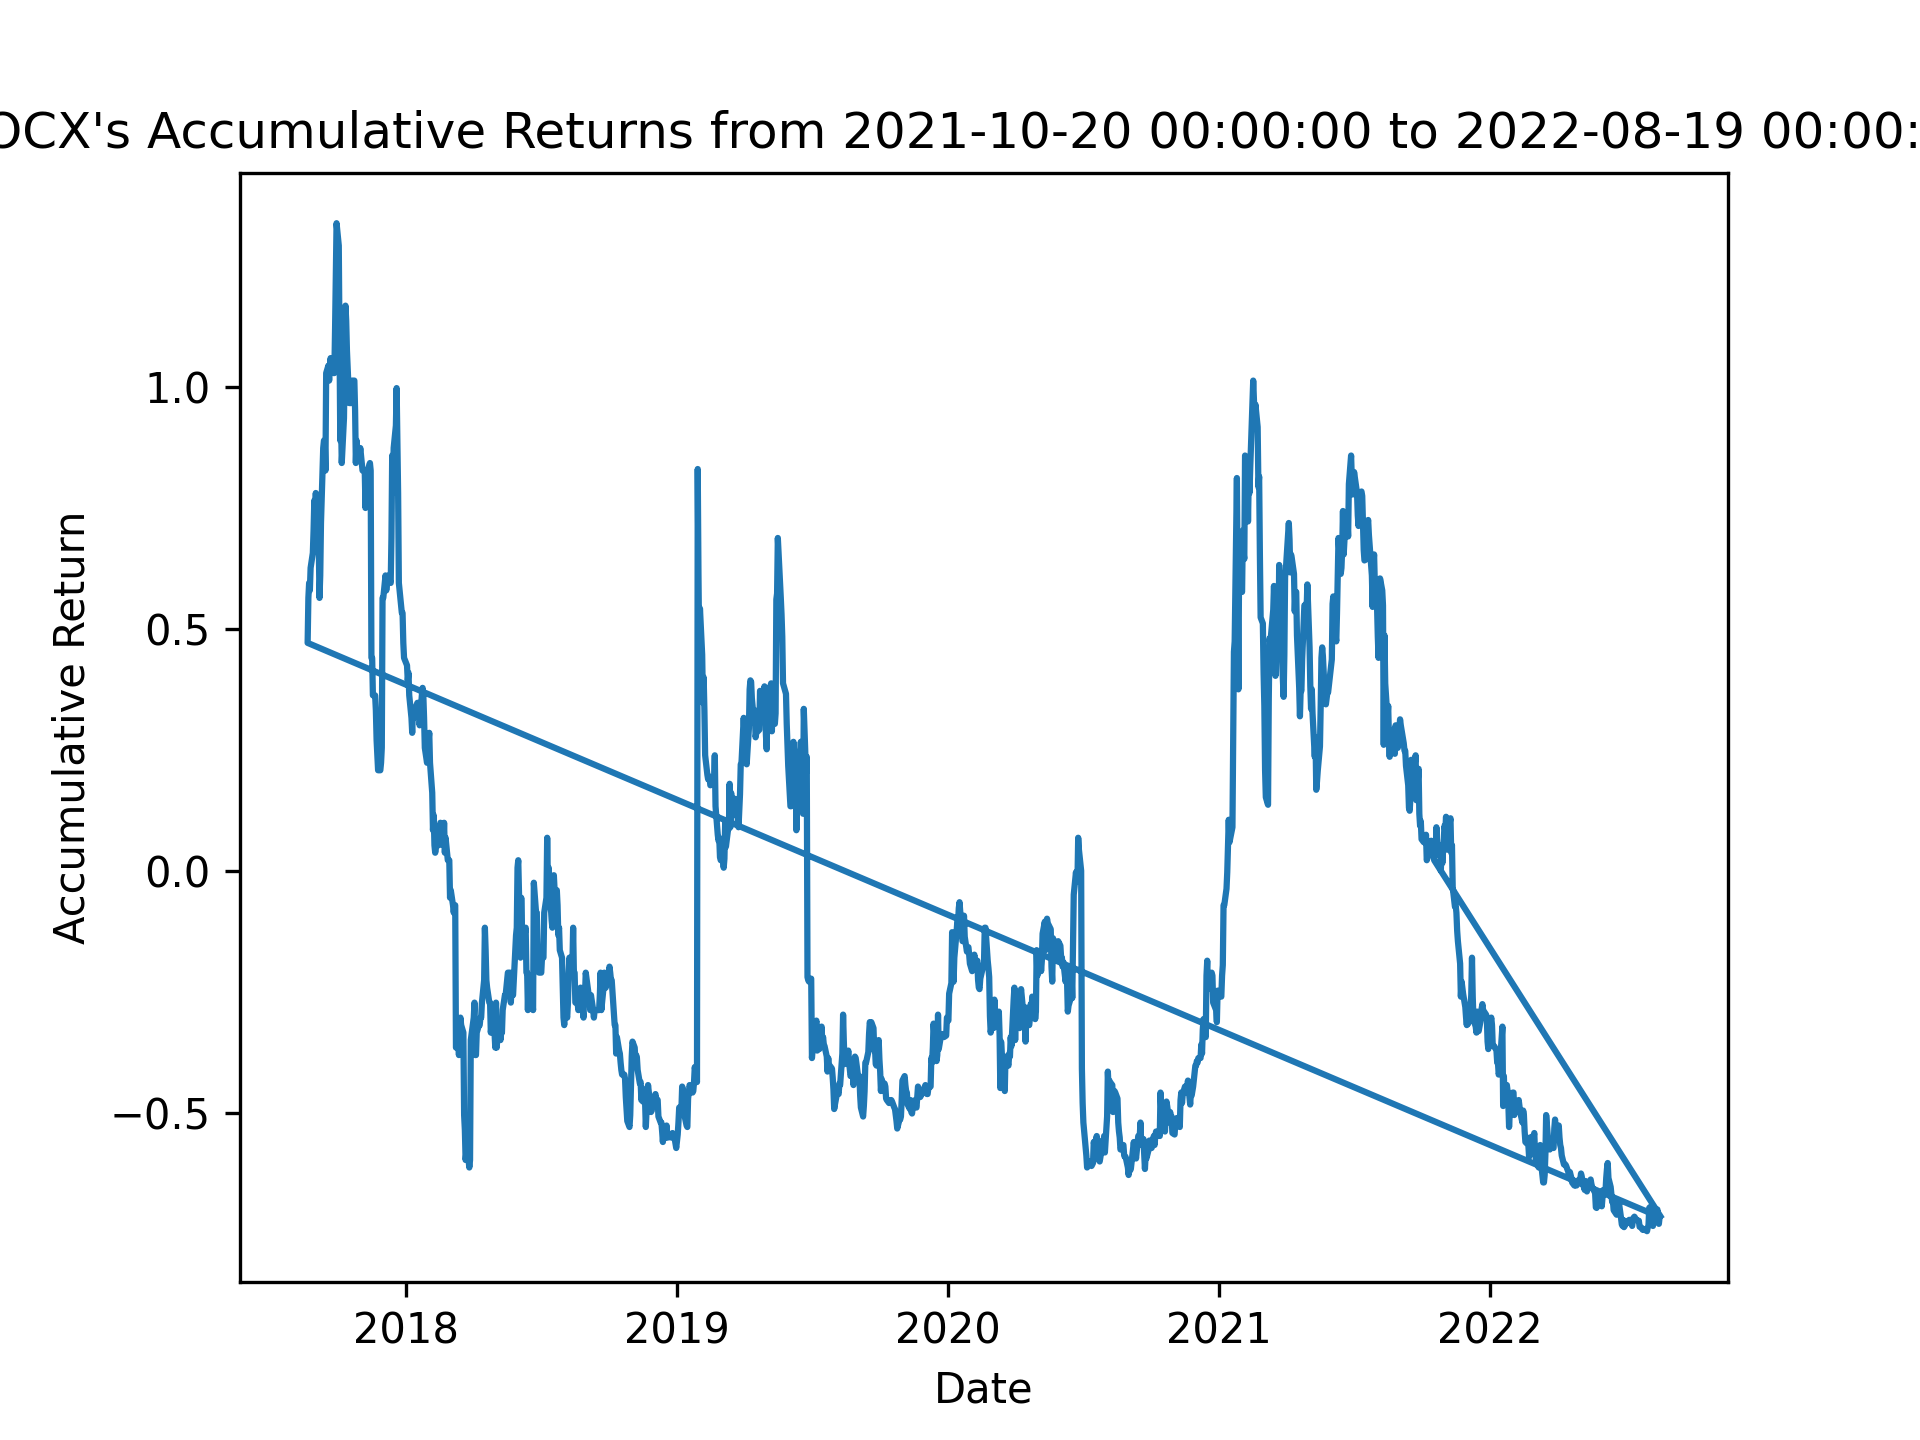 OCX's Accumulative Returns from 2021-10-20 00:00:00 to 2022-08-19 00:00:
Accumulative Return
1.0
0.5
0.0
−0.5
2018 2019 2020 2021 2022
Date